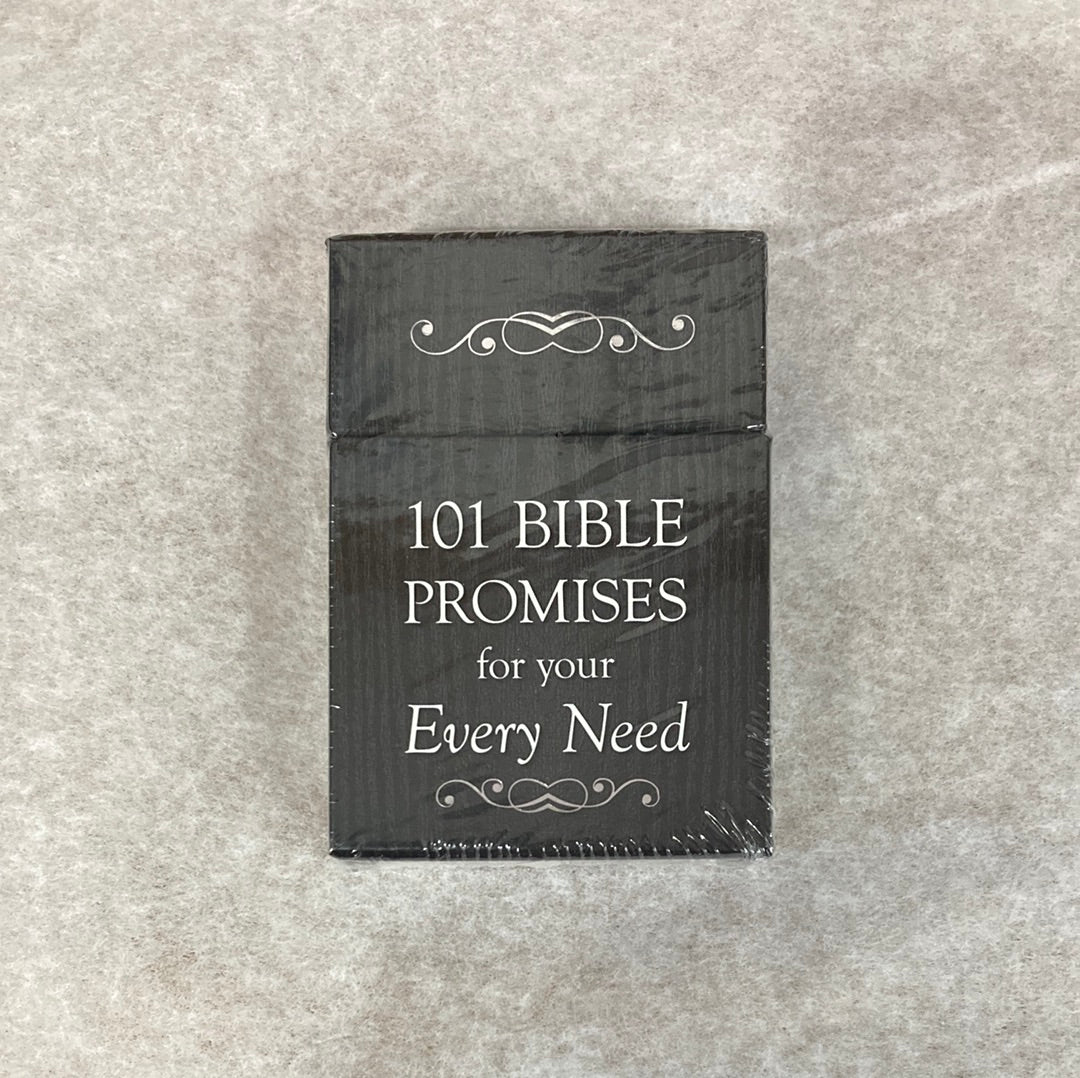 101 BIBLE
PROMISES
for your
Every Need